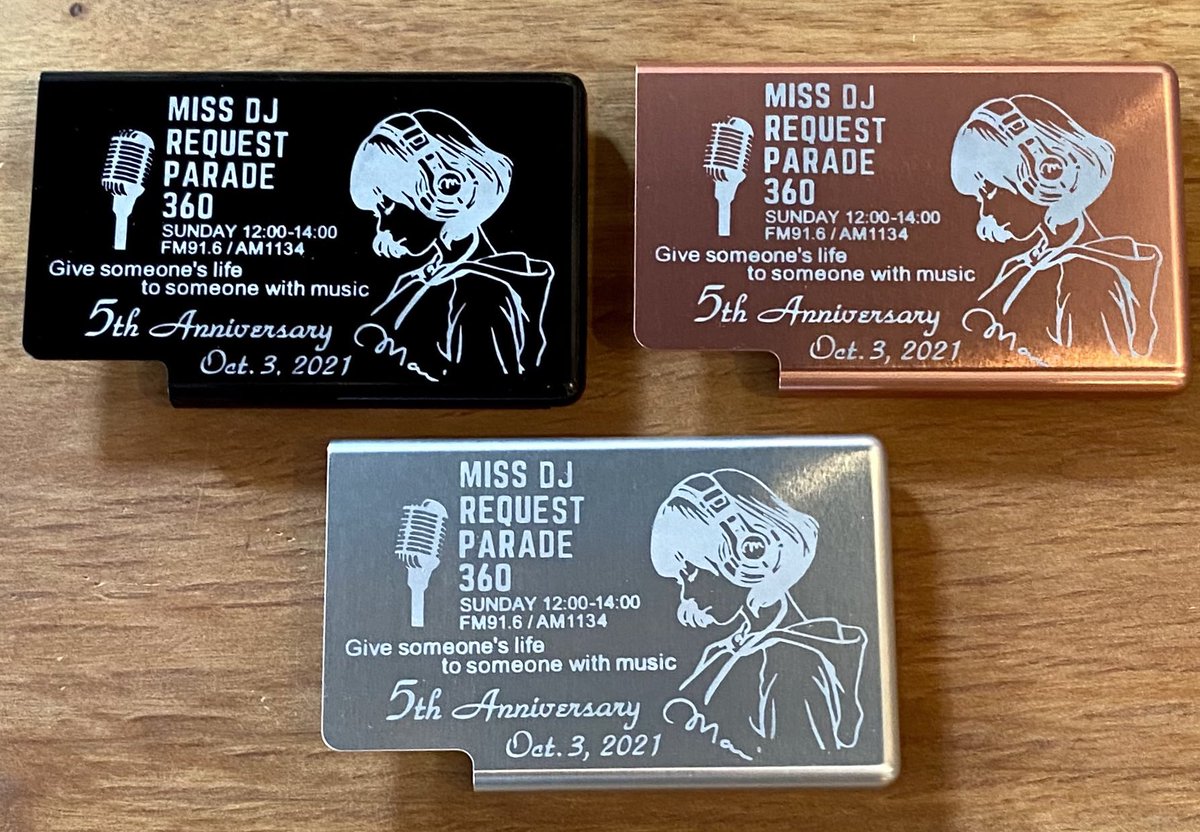 MISS DJ
REQUEST
PARADE
360
SUNDAY 12:00-14:00
FM91.6 / AM1134
Give someone's life
to someone with music
5th Anniversary
Oct. 3, 2021
Mari
MISS DJ
REQUEST
PARADE
360
SUNDAY 12:00-14:00
FM91.6 / AM1134
Give someone's life
to someone with music
5th Anniversary
Oct. 3, 2021
Mari
MISS DJ
REQUEST
PARADE
360
SUNDAY 12:00-14:00
FM91.6 / AM1134
Give someone's life
to someone with music
5th Anniversary
Oct. 3, 2021
Mari